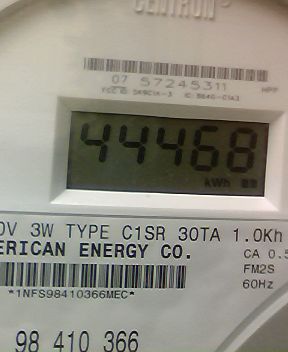 CENTRON
07 57245311
44468
kWh
V 3W TYPE C1SR 30TA 1.0Kh
ERICAN ENERGY CO.
CA 0.5
FM2S
60Hz
*1NFS98410366MEC*
98 410 366